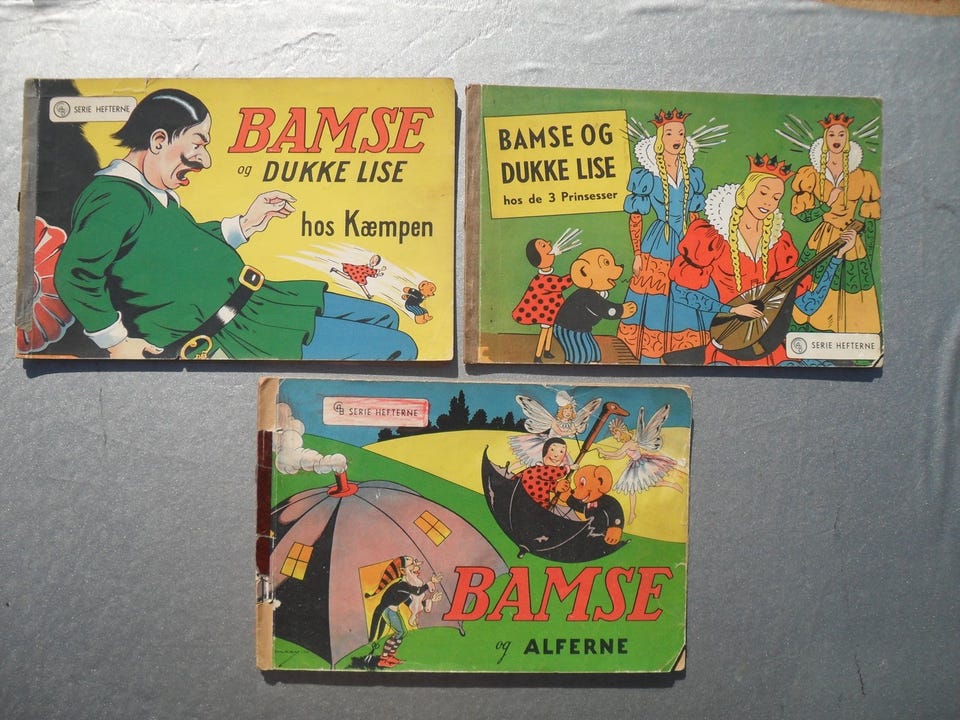 SERIE HEFTERNE
BAMSE
og DUKKE LISE
hos Kæmpen
BAMSE OG
DUKKE LISE
hos de 3 Prinsesser
SERIE HEFTERNE
SERIE HEFTERNE
BAMSE
og ALFERNE